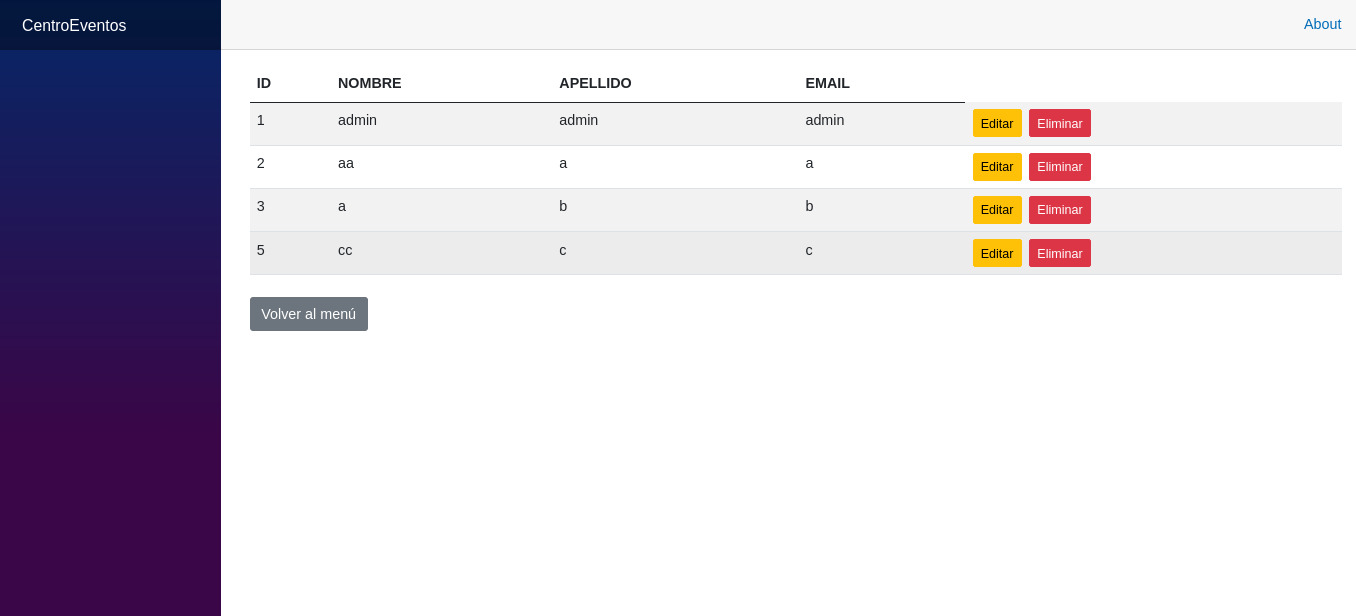 CentroEventos
About
ID NOMBRE APELLIDO EMAIL
1 admin admin admin Editar Eliminar
2 aa a a Editar Eliminar
3 a b b Editar Eliminar
5 cc c c Editar Eliminar
Volver al menú